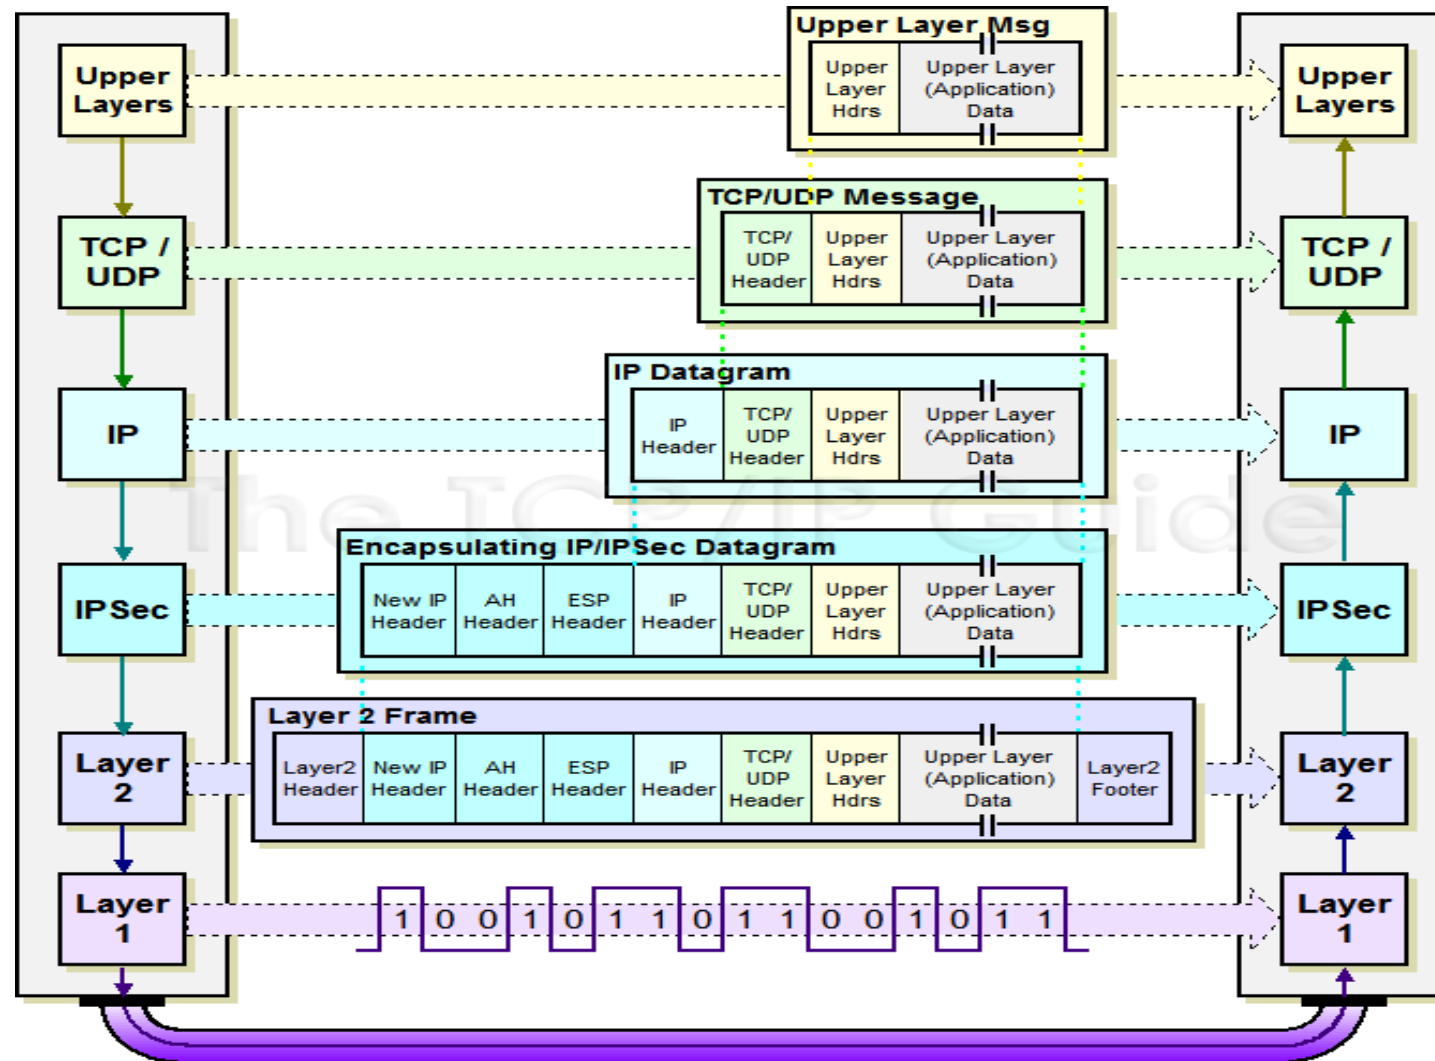 Upper Layer Msg
Upper
Layers
Upper
Layer
Hdrs
Upper Layer
(Application)
Data
Upper
Layers
TCP/UDP Message
TCP /
UDP
TCP/
UDP
Header
Upper
Layer
Hdrs
Upper Layer
(Application)
Data
TCP /
UDP
IP Datagram
IP
IP
Header
TCP/
UDP
Header
Upper
Layer
Hdrs
Upper Layer
(Application)
Data
IP
The TCP/IP Guide
Encapsulating IP/IPSec Datagram
IPSec
New IP
Header
AH
Header
ESP
Header
IP
Header
TCP/
UDP
Header
Upper
Layer
Hdrs
Upper Layer
(Application)
Data
IPSec
Layer 2 Frame
Layer
2
Layer2
Header
New IP
Header
AH
Header
ESP
Header
IP
Header
TCP/
UDP
Header
Upper
Layer
Hdrs
Upper Layer
(Application)
Data
Layer2
Footer
Layer
2
Layer
1
1 0 0 1 0 1 1 0 1 1 0 0 1 0 1 1
Layer
1